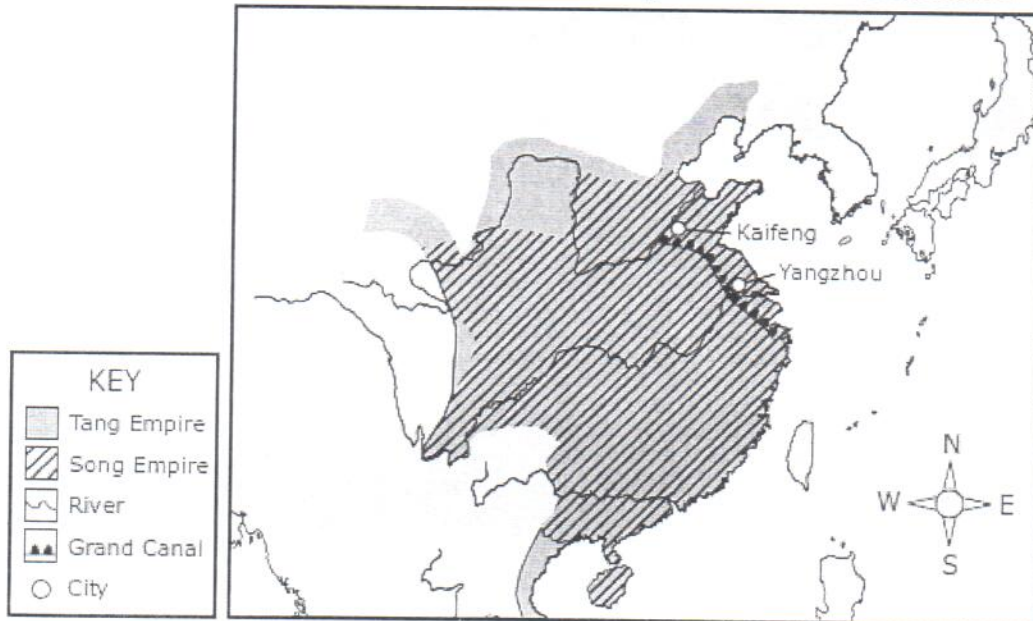 Kaifeng
Yangzhou
KEY
Tang Empire
Song Empire
River
Grand Canal
City
N
W
E
S